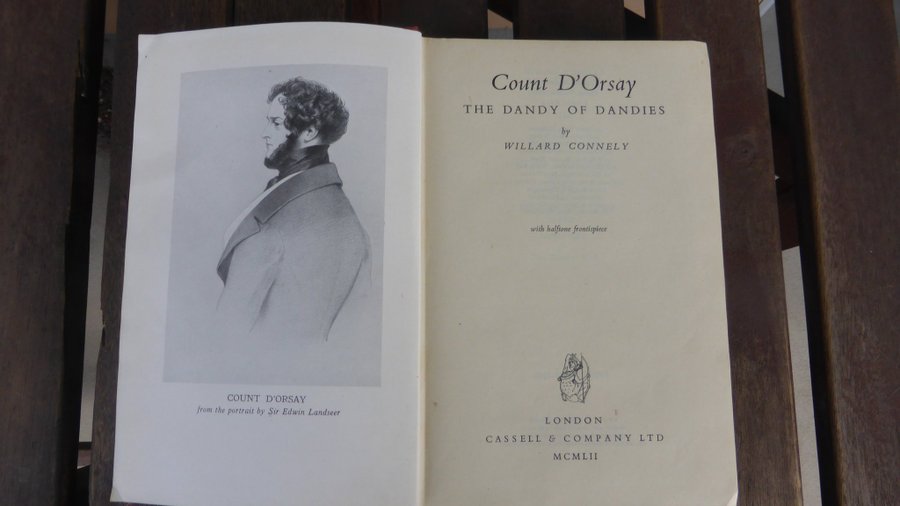 COUNT D'ORSAY
from the portrait by Sir Edwin Landseer
Count D'Orsay
THE DANDY OF DANDIES
by
WILLARD CONNELY
with halftone frontispiece
LONDON
CASSELL & COMPANY LTD
MCMLII